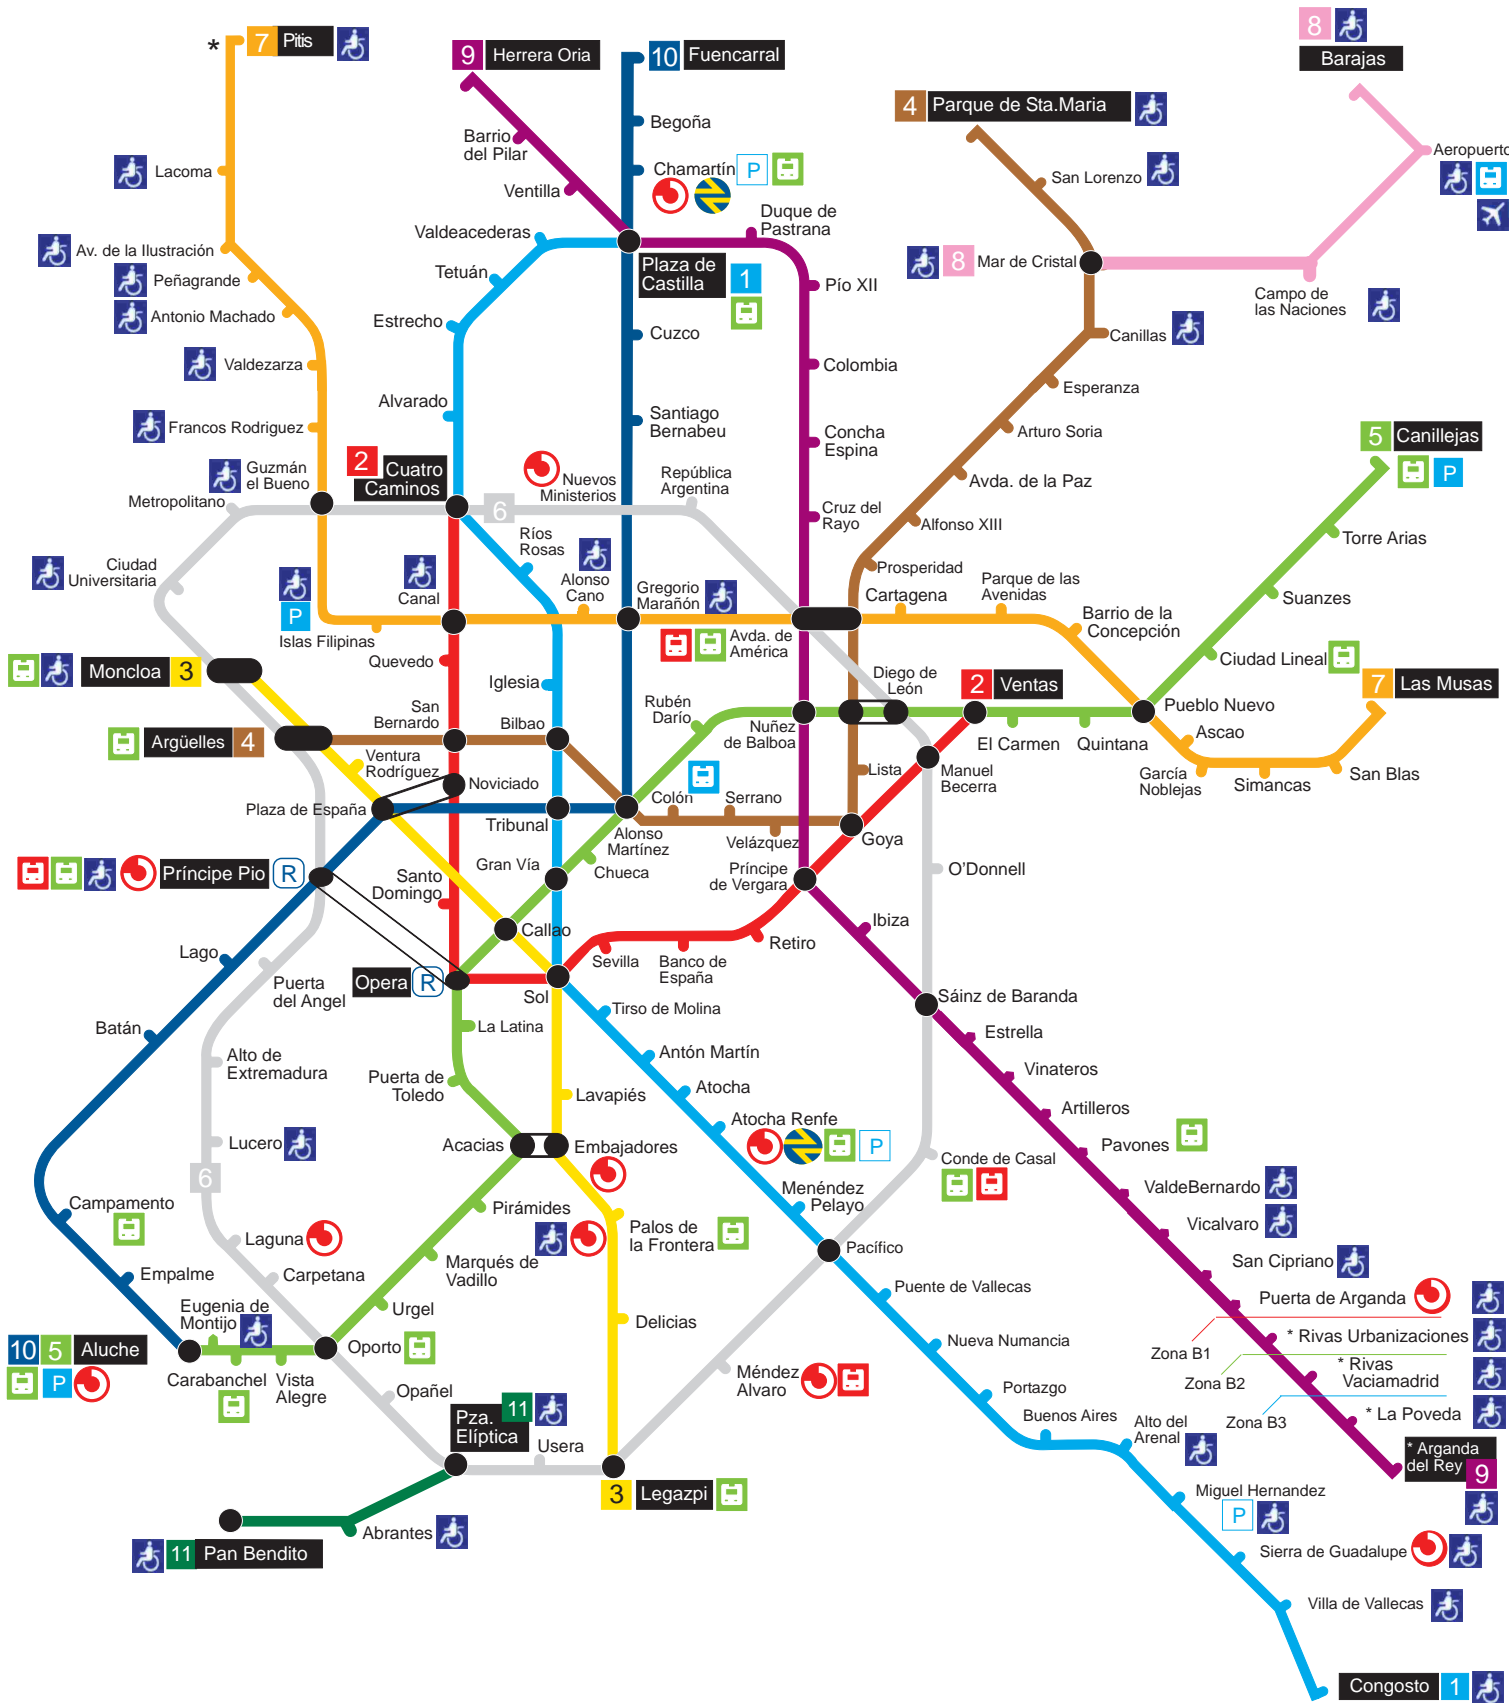 7 Pitis
*
9 Herrera Oria
10 Fuencarral
8
Barajas
4 Parque de Sta.Maria
Begoña
Barrio
del Pilar
Chamartín P
Aeropuerto
Lacoma
San Lorenzo
Ventilla
Duque de
Pastrana
Valdeacederas
Av. de la Ilustración
Plaza de
Castilla 1
8 Mar de Cristal
Tetuán
Peñagrande
Pío XII
Campo de
las Naciones
Antonio Machado
Estrecho
Cuzco
Canillas
Valdezarza
Colombia
Esperanza
Alvarado
Santiago
Bernabeu
Francos Rodriguez
Concha
Espina
Arturo Soria
5 Canillejas
P
Guzmán
el Bueno
2 Cuatro
Caminos
Nuevos
Ministerios
República
Argentina
Avda. de la Paz
Metropolitano
6
Cruz del
Rayo
Alfonso XIII
Torre Arias
Ríos
Rosas
Ciudad
Universitaria
Alonso
Cano
Prosperidad
Gregorio
Marañón
Parque de las
Avenidas
Cartagena
Suanzes
Canal
P
Islas Filipinas
Barrio de la
Concepción
Avda. de
América
Quevedo
Ciudad Lineal
Moncloa 3
Iglesia
Diego de
León
2 Ventas
7 Las Musas
Rubén
Darío
San
Bernardo
Bilbao
Nuñez
de Balboa
Pueblo Nuevo
Argüelles 4
El Carmen
Quintana
Ascao
Ventura
Rodríguez
Lista
Manuel
Becerra
García
Noblejas
Simancas
San Blas
Noviciado
Plaza de España
Colón
Serrano
Tribunal
Alonso
Martínez
Velázquez
Goya
Gran Vía
Chueca
Príncipe
de Vergara
O'Donnell
Príncipe Pio R
Santo
Domingo
Ibiza
Callao
Retiro
Lago
Sevilla
Banco de
España
Puerta
del Angel
Opera R
Sol
Sáinz de Baranda
Tirso de Molina
Batán
La Latina
Estrella
Alto de
Extremadura
Antón Martín
Vinateros
Puerta de
Toledo
Atocha
Lavapiés
Artilleros
Atocha Renfe
P
Lucero
Acacias
Embajadores
Pavones
Conde de Casal
6
Menéndez
Pelayo
ValdeBernardo
Campamento
Pirámides
Palos de
la Frontera
Vicalvaro
Laguna
Pacífico
Marqués de
Vadillo
San Cipriano
Empalme
Carpetana
Puente de Vallecas
Puerta de Arganda
Eugenia de
Montijo
Urgel
Delicias
Nueva Numancia
* Rivas Urbanizaciones
Zona B1
10 5 Aluche
P
Oporto
Carabanchel
Vista
Alegre
Méndez
Alvaro
* Rivas
Vaciamadrid
Zona B2
Opañel
Portazgo
Pza.
Elíptica 11
Buenos Aires
Alto del
Arenal
Zona B3
* La Poveda
Usera
* Arganda
del Rey 9
3 Legazpi
Miguel Hernandez
P
Abrantes
11 Pan Bendito
Sierra de Guadalupe
Villa de Vallecas
Congosto 1